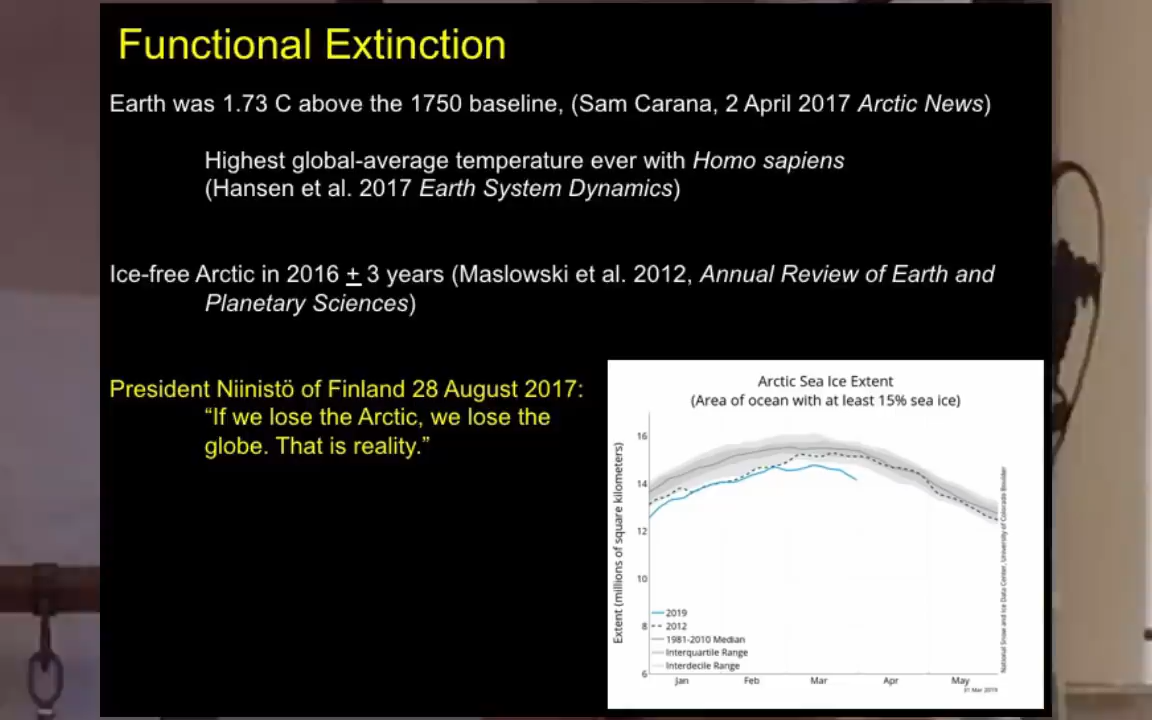 Functional Extinction
Earth was 1.73 C above the 1750 baseline, (Sam Carana, 2 April 2017 Arctic News)
Highest global-average temperature ever with Homo sapiens
(Hansen et al. 2017 Earth System Dynamics)
Ice-free Arctic in 2016 ± 3 years (Maslowski et al. 2012, Annual Review of Earth and
Planetary Sciences)
President Niinistö of Finland 28 August 2017:
“If we lose the Arctic, we lose the
globe. That is reality.”
Arctic Sea Ice Extent
(Area of ocean with at least 15% sea ice)
Extent (millions of square kilometers)
16
14
12
10
8
6
2019
2012
1981-2010 Median
Interquartile Range
Interdecile Range
Jan Feb Mar Apr May
31 Mar 2019
National Snow and Ice Data Center, University of Colorado Boulder